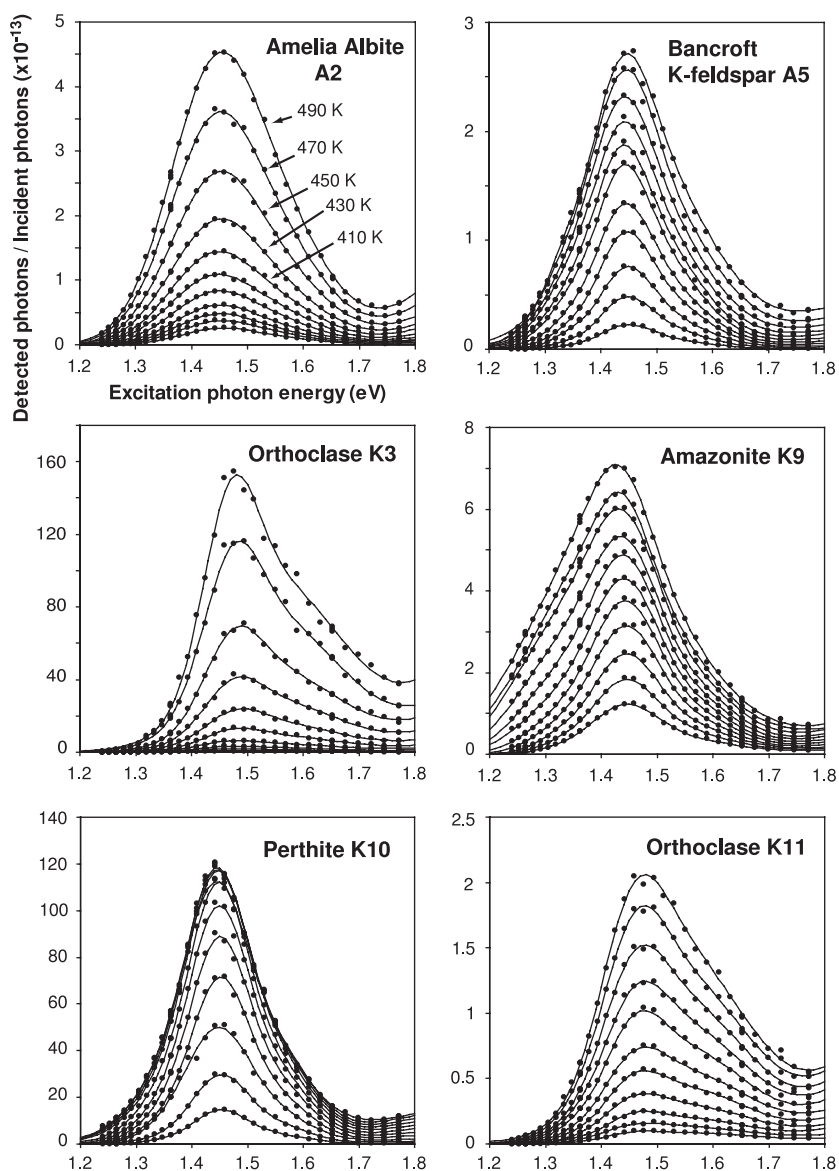 Detected photons / Incident photons (x10-13)
5
4
3
2
1
0
Amelia Albite
A2
490 K
470 K
450 K
430 K
410 K
1.2 1.3 1.4 1.5 1.6 1.7 1.8
Excitation photon energy (eV)
3
2
1
0
Bancroft
K-feldspar A5
1.2 1.3 1.4 1.5 1.6 1.7 1.8
160
120
80
40
0
Orthoclase K3
1.2 1.3 1.4 1.5 1.6 1.7 1.8
8
7
6
4
2
0
Amazonite K9
1.2 1.3 1.4 1.5 1.6 1.7 1.8
140
120
100
80
60
40
20
0
Perthite K10
1.2 1.3 1.4 1.5 1.6 1.7 1.8
2.5
2
1.5
1
0.5
0
Orthoclase K11
1.2 1.3 1.4 1.5 1.6 1.7 1.8